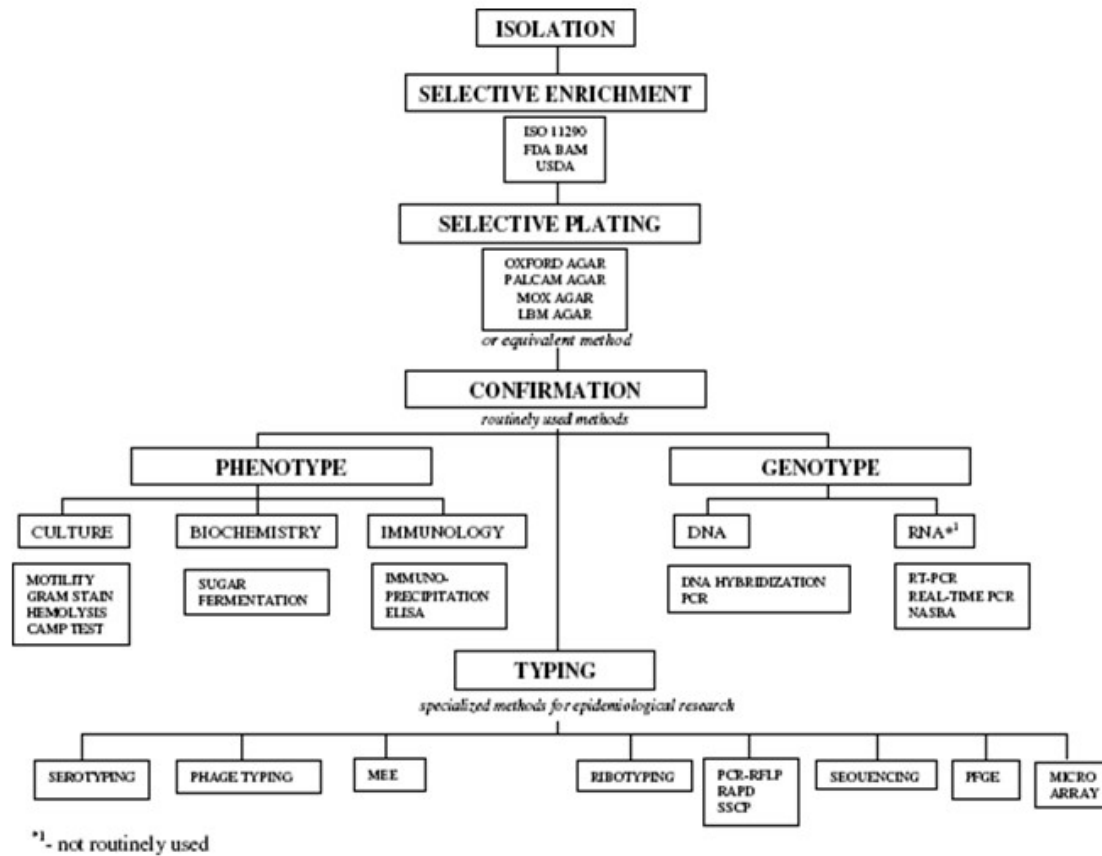 ISOLATION
SELECTIVE ENRICHMENT
ISO 11290
FDA BAM
USDA
SELECTIVE PLATING
OXFORD AGAR
PALCAM AGAR
MOX AGAR
LBM AGAR
or equivalent method
CONFIRMATION
routinely used methods
PHENOTYPE
GENOTYPE
CULTURE
BIOCHEMISTRY
IMMUNOLOGY
DNA
RNA*1
MOTILITY
GRAM STAIN
HEMOLYSIS
CAMP TEST
SUGAR
FERMENTATION
IMMUNO-
PRECIPITATION
ELISA
DNA HYBRIDIZATION
PCR
RT-PCR
REAL-TIME PCR
NASBA
TYPING
specialized methods for epidemiological research
SEROTYPING
PHAGE TYPING
MEE
RIBOTYPING
PCR-RFLP
RAPD
SSCP
SEQUENCING
PFGE
MICRO
ARRAY
*1- not routinely used